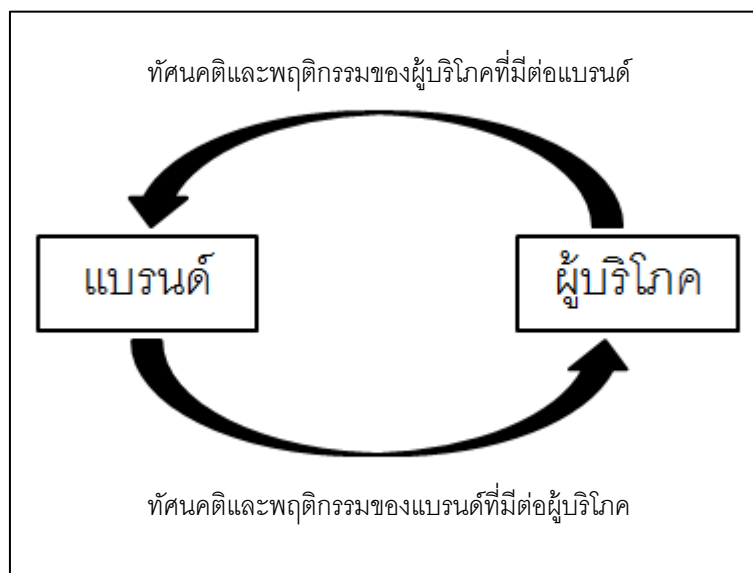 ทัศนคติและพฤติกรรมของผู้บริโภคที่มีต่อแบรนด์
แบรนด์
ผู้บริโภค
ทัศนคติและพฤติกรรมของแบรนด์ที่มีต่อผู้บริโภค